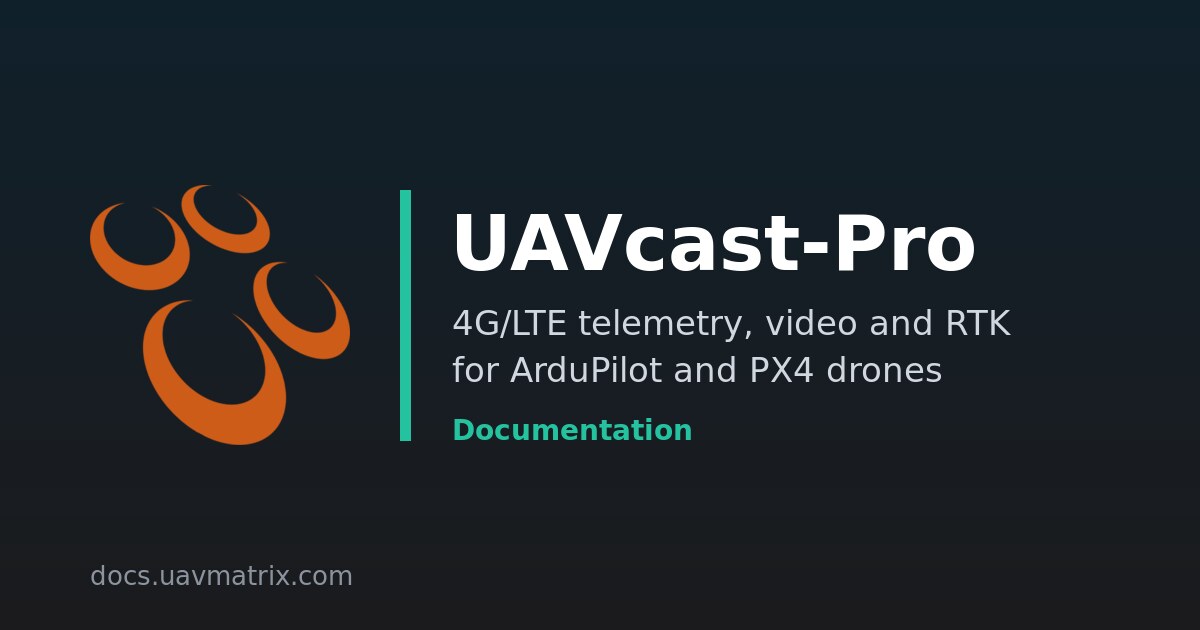 UAVcast-Pro
4G/LTE telemetry, video and RTK
for ArduPilot and PX4 drones
Documentation
docs.uavmatrix.com